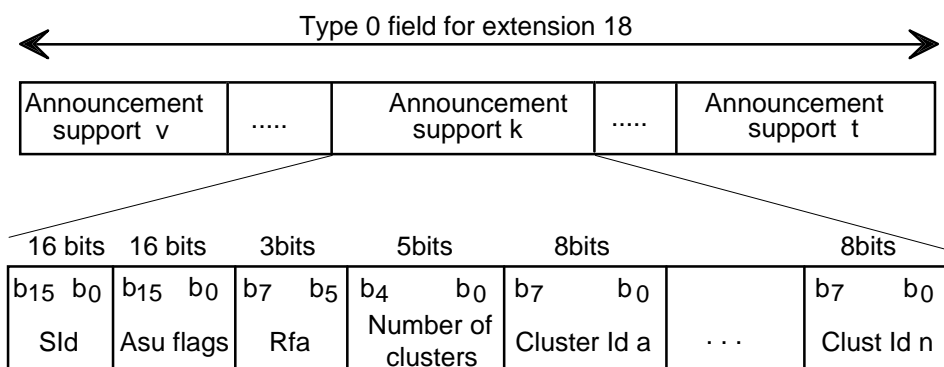 Type 0 field for extension 18
Announcement support v
.....
Announcement support k
.....
Announcement support t
16 bits 16 bits 3bits 5bits 8bits 8bits
b15 b0 b15 b0 b7 b5 b4 b0 b7 b0 b7 b0
SId Asu flags Rfa Number of clusters Cluster Id a . . . Clust Id n